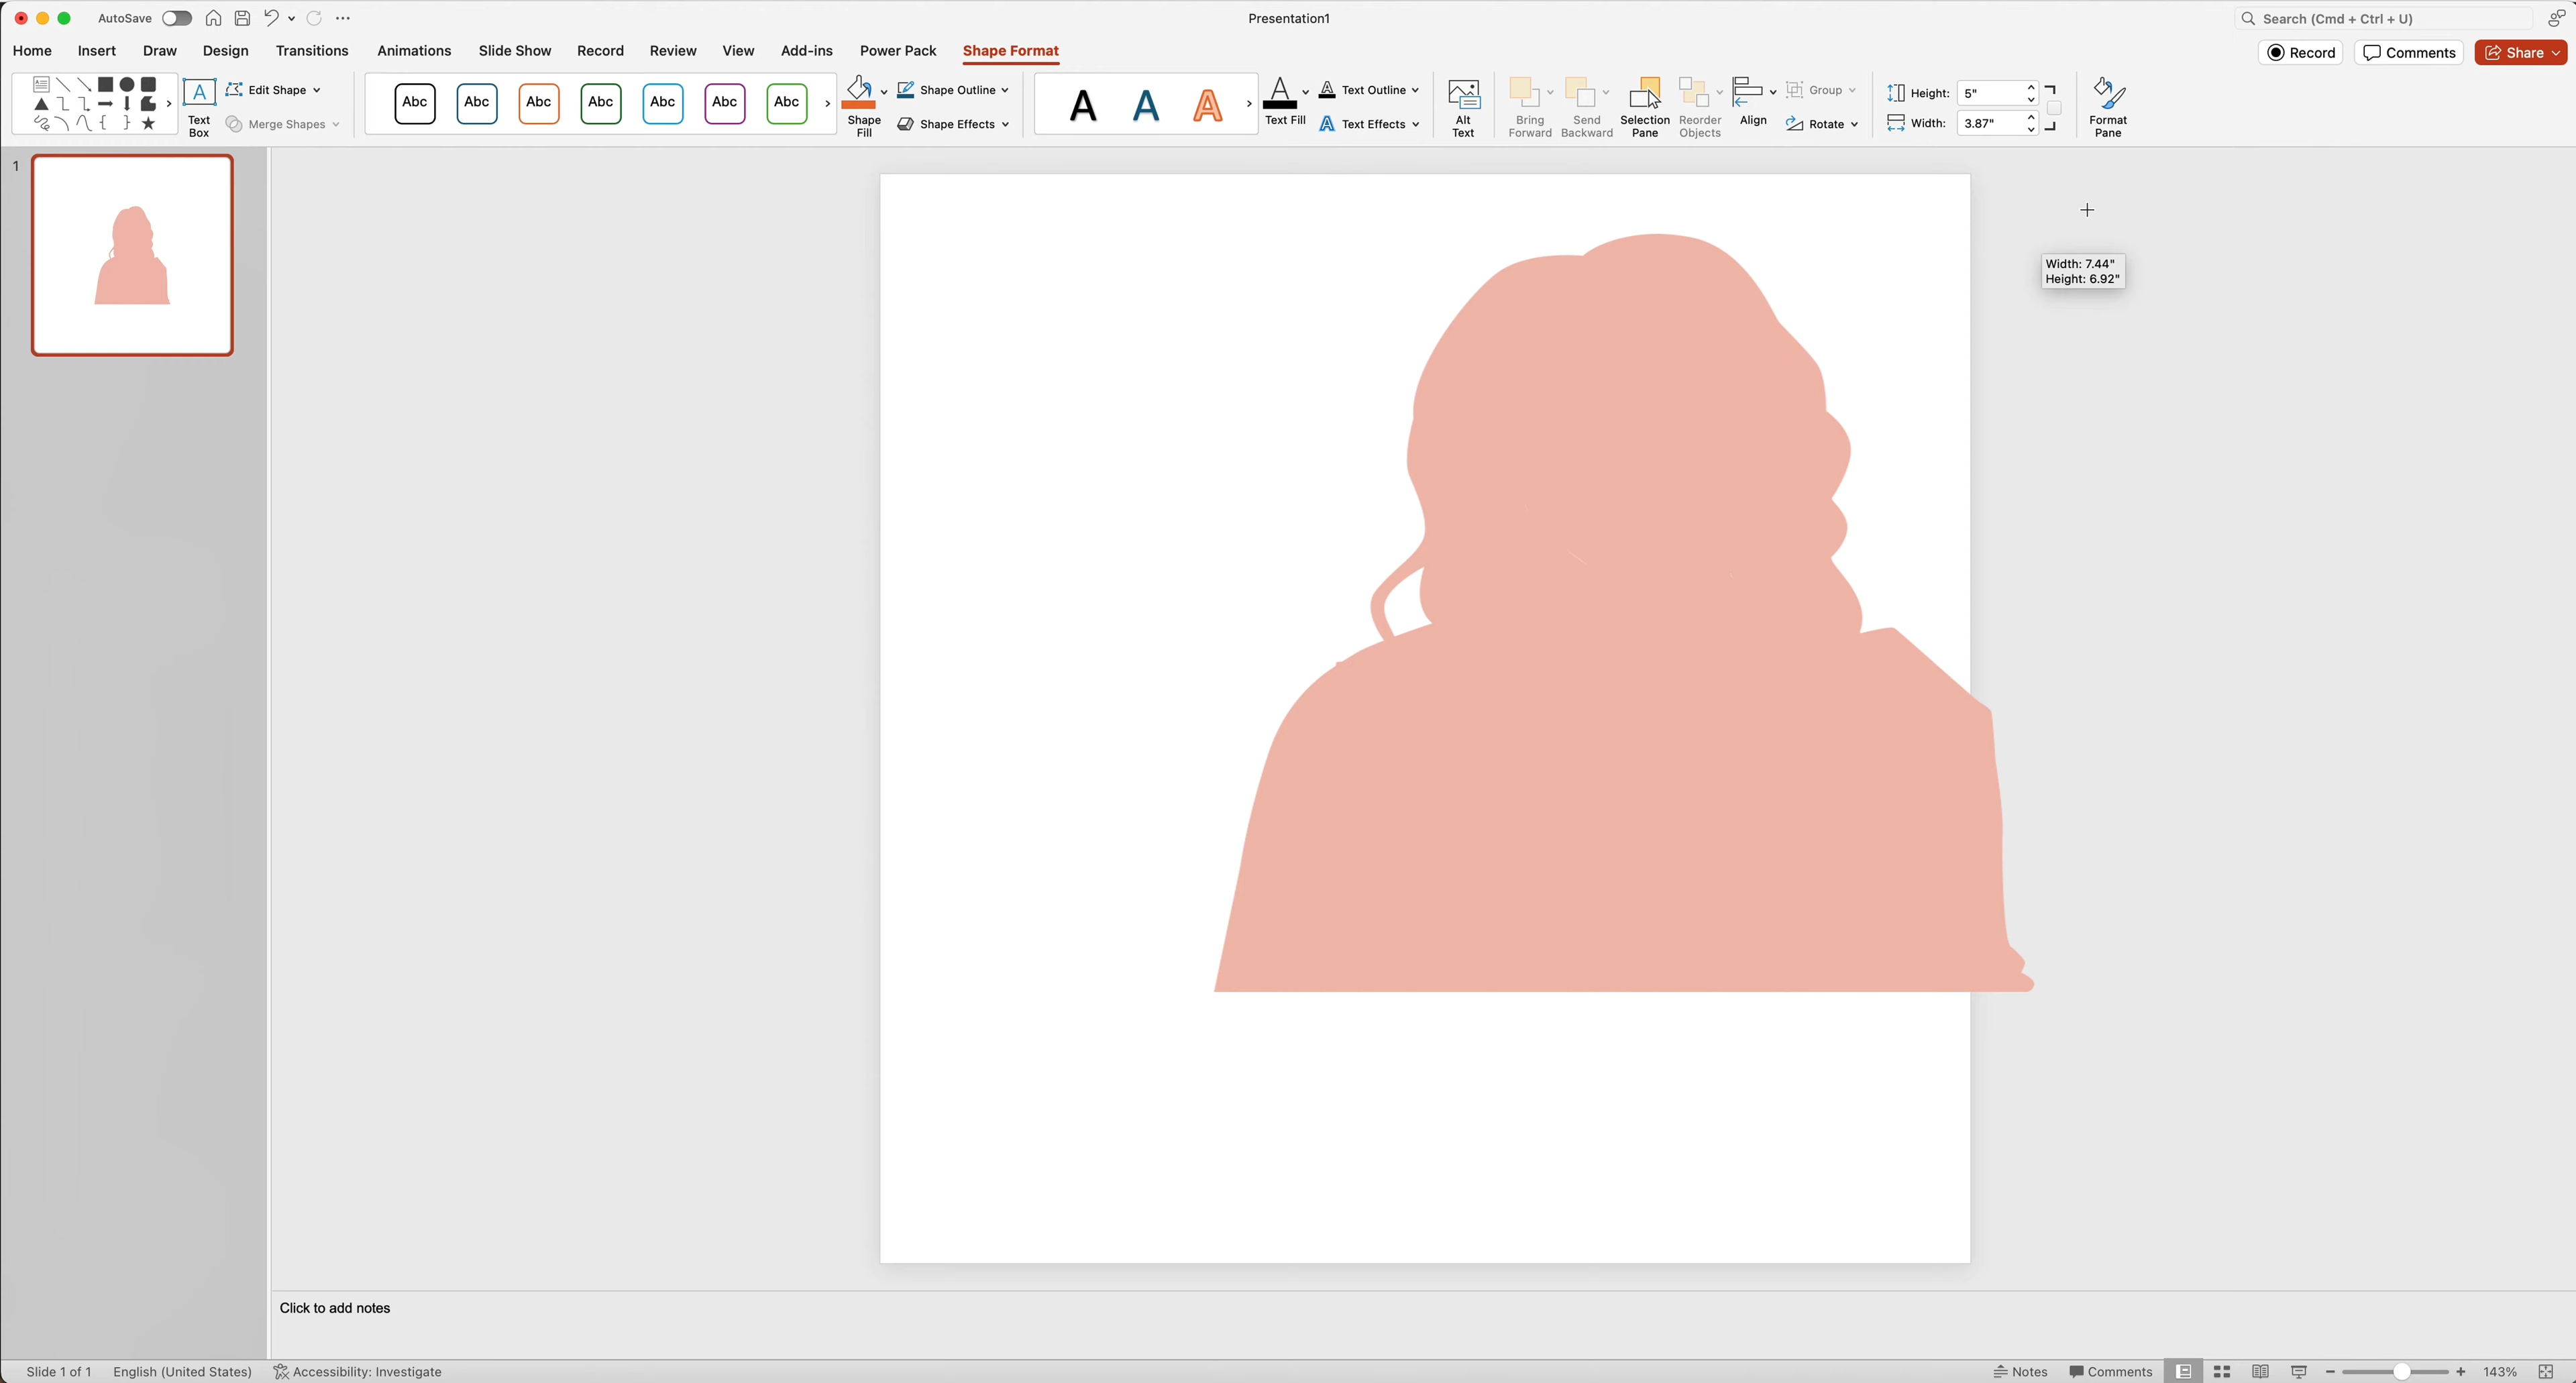 AutoSave
Presentation1
Search (Cmd + Ctrl + U)
Home Insert Draw Design Transitions Animations Slide Show Record Review View Add-ins Power Pack Shape Format
Record Comments Share
A Text Box
Edit Shape
Merge Shapes
Abc Abc Abc Abc Abc Abc Abc
Shape Fill
Shape Outline
Shape Effects
A A A
A Text Fill
A Text Outline
A Text Effects
Alt Text
Bring Forward
Send Backward
Selection Pane
Reorder Objects
Align
Group
Rotate
Height: 5"
Width: 3.87"
Format Pane
1
Width: 7.44"
Height: 6.92"
Click to add notes
Slide 1 of 1 English (United States) Accessibility: Investigate Notes Comments 143%